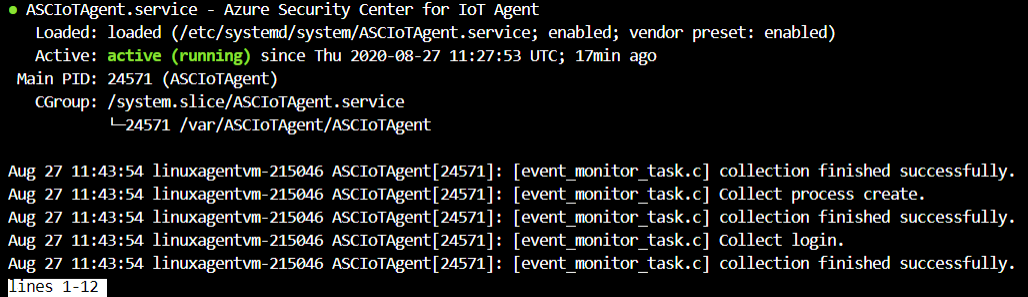 ● ASCIoTAgent.service - Azure Security Center for IoT Agent
Loaded: loaded (/etc/systemd/system/ASCIoTAgent.service; enabled; vendor preset: enabled)
Active: active (running) since Thu 2020-08-27 11:27:53 UTC; 17min ago
Main PID: 24571 (ASCIoTAgent)
CGroup: /system.slice/ASCIoTAgent.service
└─24571 /var/ASCIoTAgent/ASCIoTAgent
Aug 27 11:43:54 linuxagentvm-215046 ASCIoTAgent[24571]: [event_monitor_task.c] collection finished successfully.
Aug 27 11:43:54 linuxagentvm-215046 ASCIoTAgent[24571]: [event_monitor_task.c] Collect process create.
Aug 27 11:43:54 linuxagentvm-215046 ASCIoTAgent[24571]: [event_monitor_task.c] collection finished successfully.
Aug 27 11:43:54 linuxagentvm-215046 ASCIoTAgent[24571]: [event_monitor_task.c] Collect login.
Aug 27 11:43:54 linuxagentvm-215046 ASCIoTAgent[24571]: [event_monitor_task.c] collection finished successfully.
lines 1-12